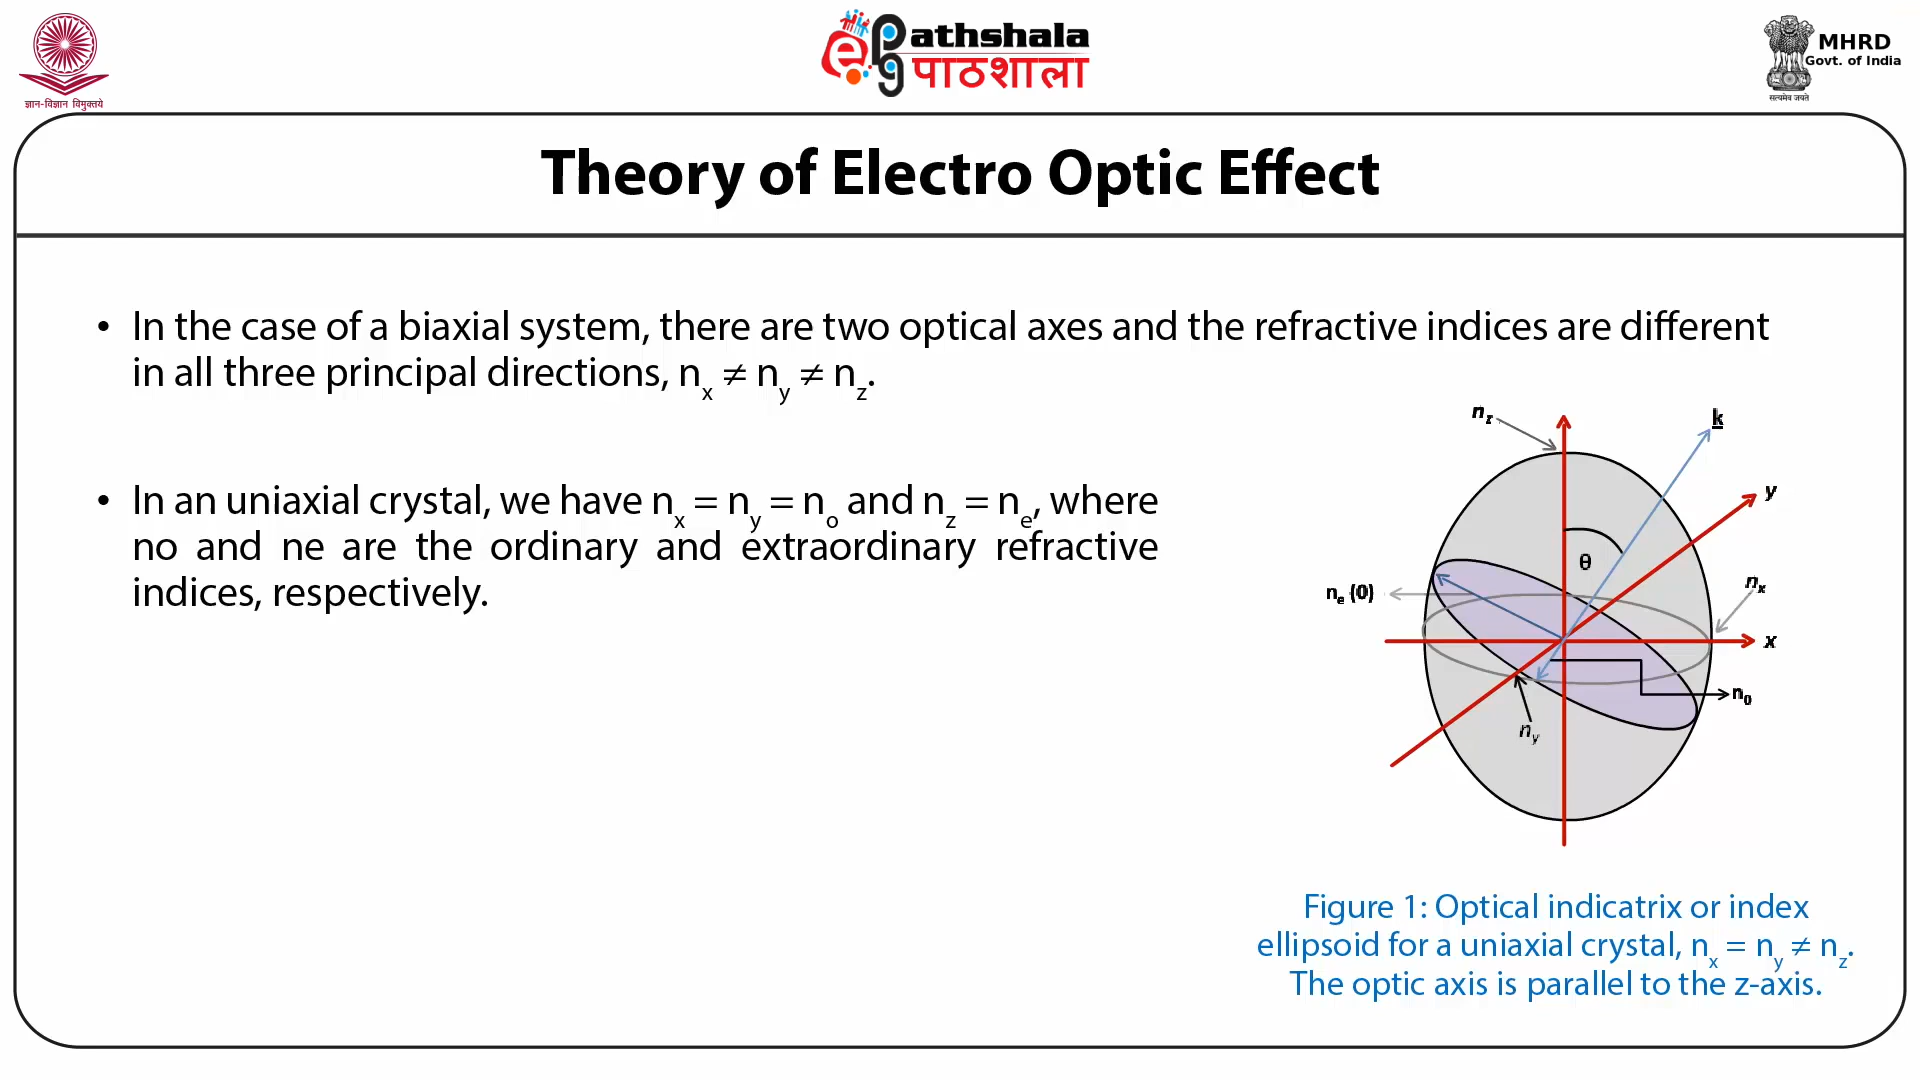 ज्ञान-विज्ञान विमुक्तये
e Pathshala
पाठशाला
सत्यमेव जयते
MHRD
Govt. of India
Theory of Electro Optic Effect
• In the case of a biaxial system, there are two optical axes and the refractive indices are different
in all three principal directions, nx ≠ ny ≠ nz.
• In an uniaxial crystal, we have nx = ny = no and nz = ne, where
no and ne are the ordinary and extraordinary refractive
indices, respectively.
nz
k
y
θ
ne (0)
nx
x
n0
ny
Figure 1: Optical indicatrix or index
ellipsoid for a uniaxial crystal, nx = ny ≠ nz.
The optic axis is parallel to the z-axis.